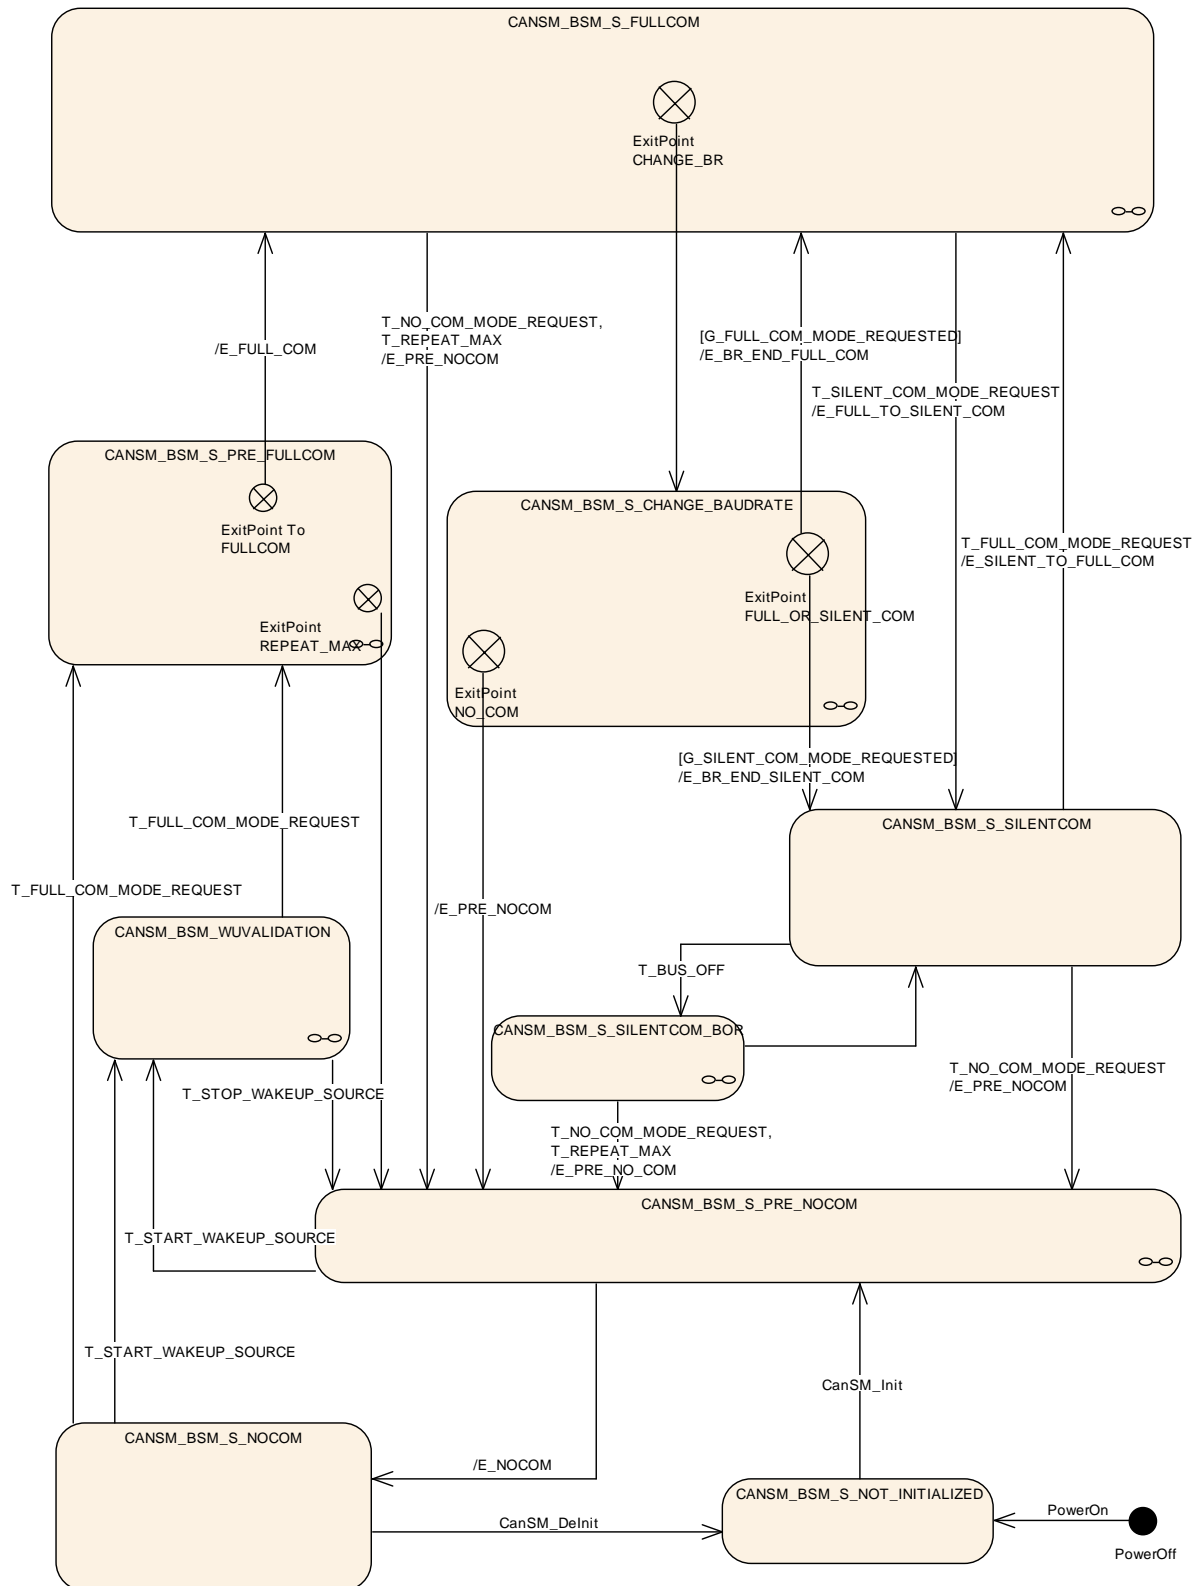 CANSM_BSM_S_FULLCOM
ExitPoint
CHANGE_BR
T_NO_COM_MODE_REQUEST,
T_REPEAT_MAX
/E_PRE_NOCOM
/E_FULL_COM
[G_FULL_COM_MODE_REQUESTED]
/E_BR_END_FULL_COM
T_SILENT_COM_MODE_REQUEST
/E_FULL_TO_SILENT_COM
CANSM_BSM_S_PRE_FULLCOM
ExitPoint To
FULLCOM
ExitPoint
REPEAT_MAX
CANSM_BSM_S_CHANGE_BAUDRATE
ExitPoint
FULL_OR_SILENT_COM
ExitPoint
NO_COM
T_FULL_COM_MODE_REQUEST
/E_SILENT_TO_FULL_COM
[G_SILENT_COM_MODE_REQUESTED]
/E_BR_END_SILENT_COM
T_FULL_COM_MODE_REQUEST
CANSM_BSM_S_SILENTCOM
T_FULL_COM_MODE_REQUEST
/E_PRE_NOCOM
CANSM_BSM_WUVALIDATION
T_BUS_OFF
CANSM_BSM_S_SILENTCOM_BOR
T_NO_COM_MODE_REQUEST
/E_PRE_NOCOM
T_STOP_WAKEUP_SOURCE
T_NO_COM_MODE_REQUEST,
T_REPEAT_MAX
/E_PRE_NO_COM
CANSM_BSM_S_PRE_NOCOM
T_START_WAKEUP_SOURCE
T_START_WAKEUP_SOURCE
CanSM_Init
CANSM_BSM_S_NOCOM
/E_NOCOM
CANSM_BSM_S_NOT_INITIALIZED
CanSM_DeInit
PowerOn
PowerOff